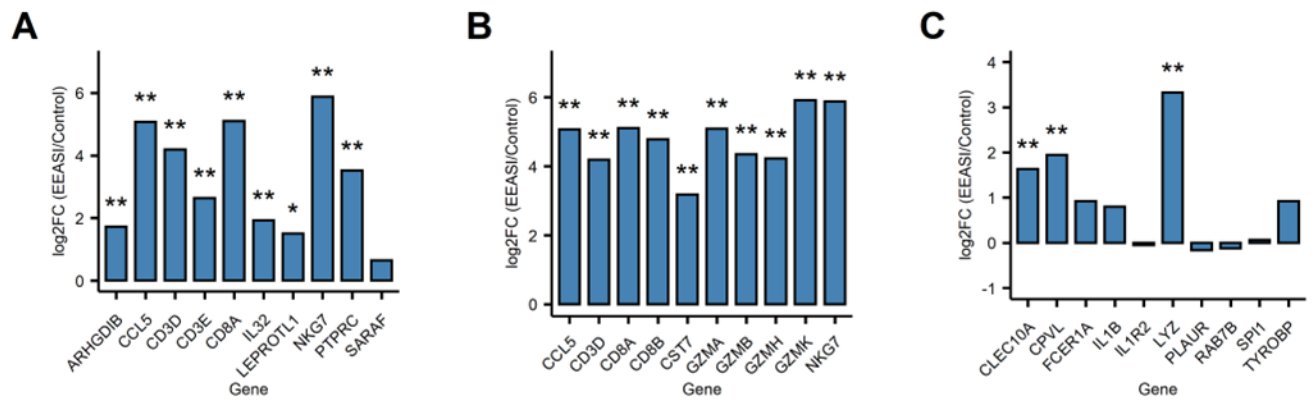 A
log2FC (EEASI/Control)
6
4
2
0
** ** ** ** ** ** * ** **
ARHGDIB CCL5 CD3D CD3E CD8A IL32 LEPROTL1 NKG7 PTPRC SARAF
Gene
B
log2FC (EEASI/Control)
6
4
2
0
** ** ** ** ** ** ** ** ** **
CCL5 CD3D CD8A CD8B CST7 GZMA GZMB GZMH GZMK NKG7
Gene
C
log2FC (EEASI/Control)
4
3
2
1
0
-1
** ** **
CLEC10A CPVL FCER1A IL1B IL1R2 LYZ PLAUR RAB7B SPI1 TYROBP
Gene